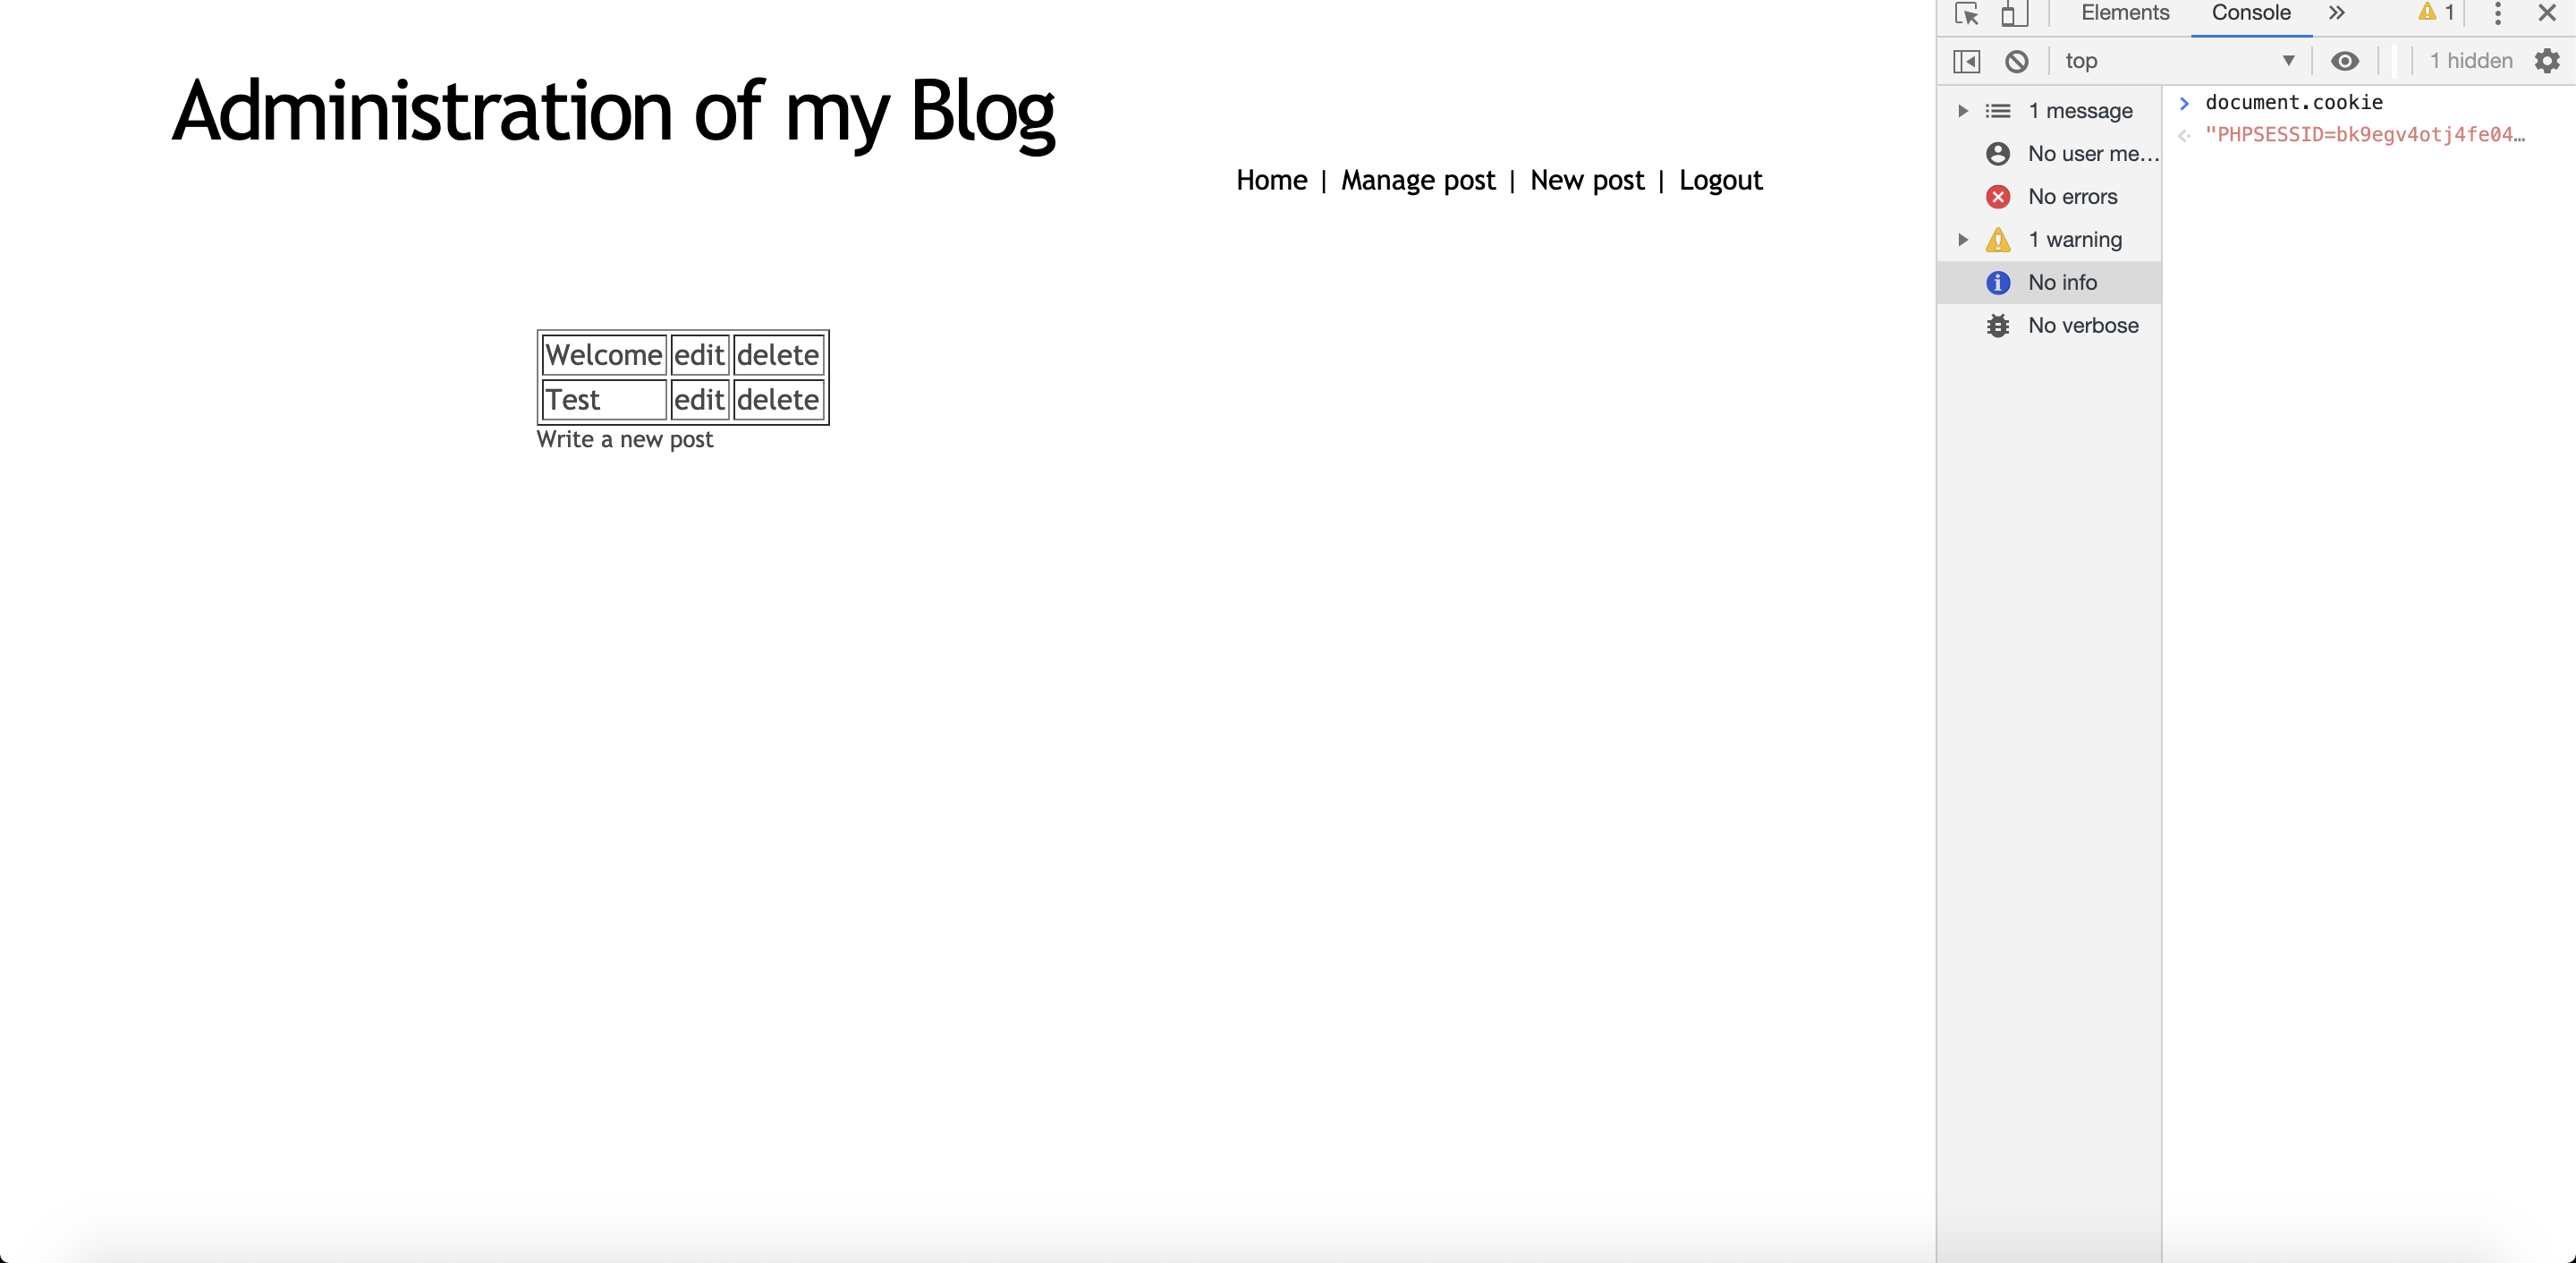 Administration of my Blog
Home | Manage post | New post | Logout
Welcome edit delete
Test edit delete
Write a new post
Elements Console » 1
top 1 hidden
1 message
No user me…
No errors
1 warning
No info
No verbose
document.cookie
"PHPSESSID=bk9egv4otj4fe04…